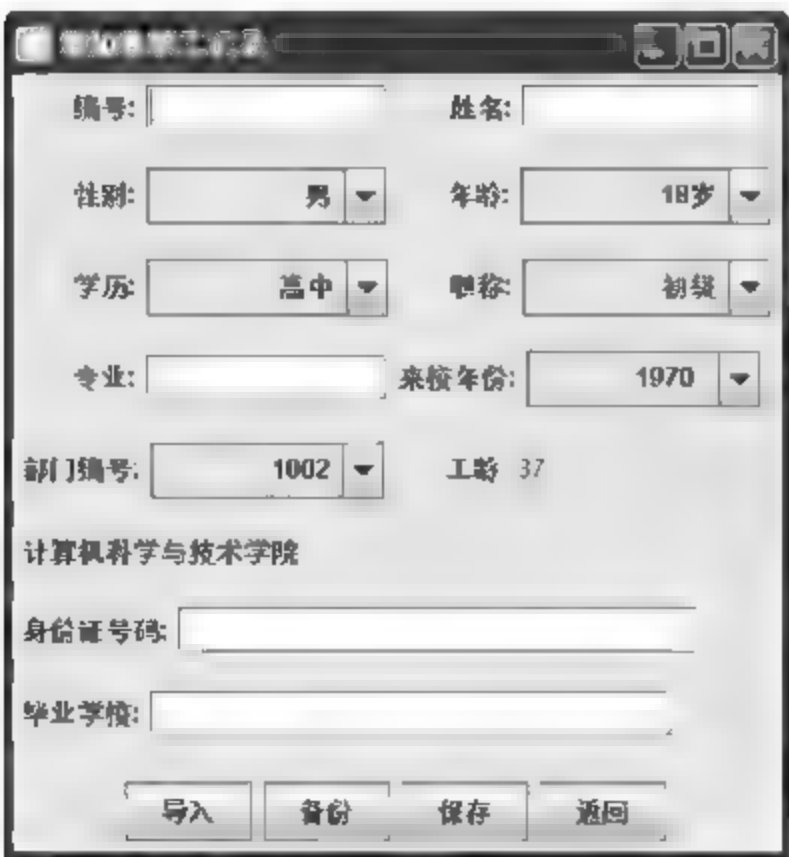 编号: 姓名:
性别: 男 年龄: 18岁
学历: 高中 职称: 初级
专业: 来校年份: 1970
部门编号: 1002 工龄 37
计算机科学与技术学院
身份证号码:
毕业学校:
导入 备份 保存 返回